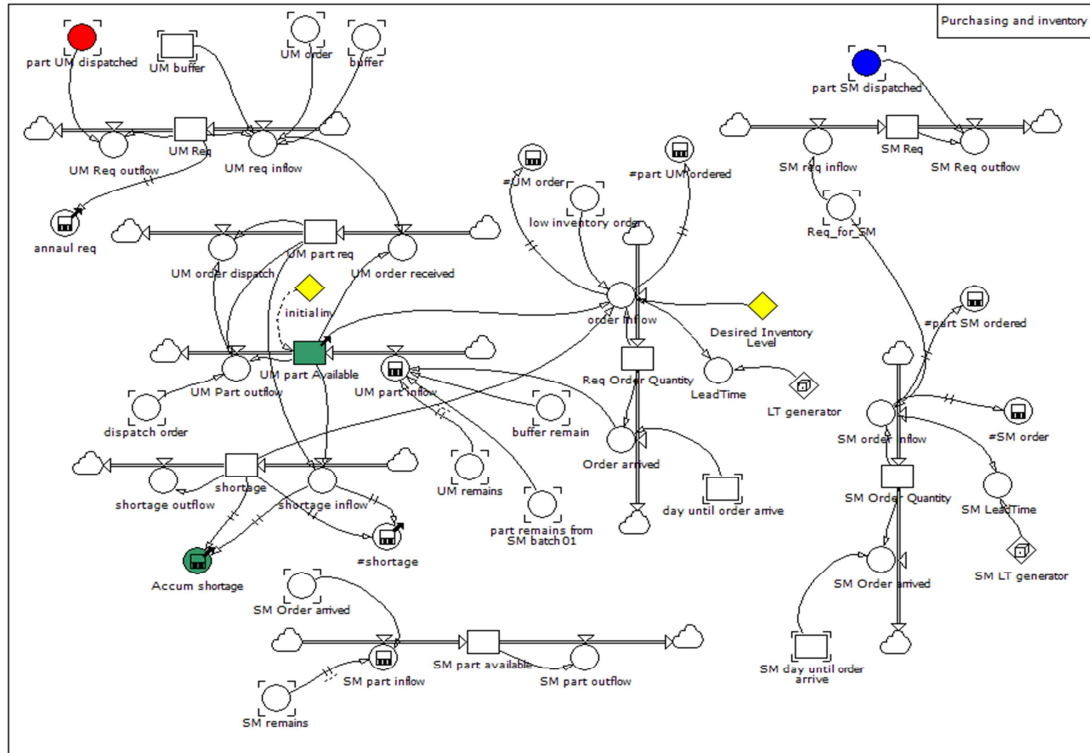 Purchasing and inventory
part UM dispatched
UM buffer
UM order
buffer
part SM dispatched
UM Req outflow
UM Req
UM req inflow
#UM order
#part UM ordered
SM req inflow
SM Req
SM Req outflow
annaul req
low inventory order
Req_for_SM
UM order dispatch
UM part req
UM order received
initial inv
order inflow
Desired Inventory
Level
#part SM ordered
UM Part outflow
UM part Available
UM part inflow
Req Order Quantity
LeadTime
LT generator
dispatch order
buffer remain
SM order inflow
#SM order
Order arrived
shortage outflow
shortage
shortage inflow
UM remains
day until order arrive
SM Order Quantity
SM LeadTime
part remains from
SM batch 01
#shortage
Accum shortage
SM Order arrived
SM LT generator
SM Order arrived
SM part inflow
SM part available
SM part outflow
SM day until order
arrive
SM remains